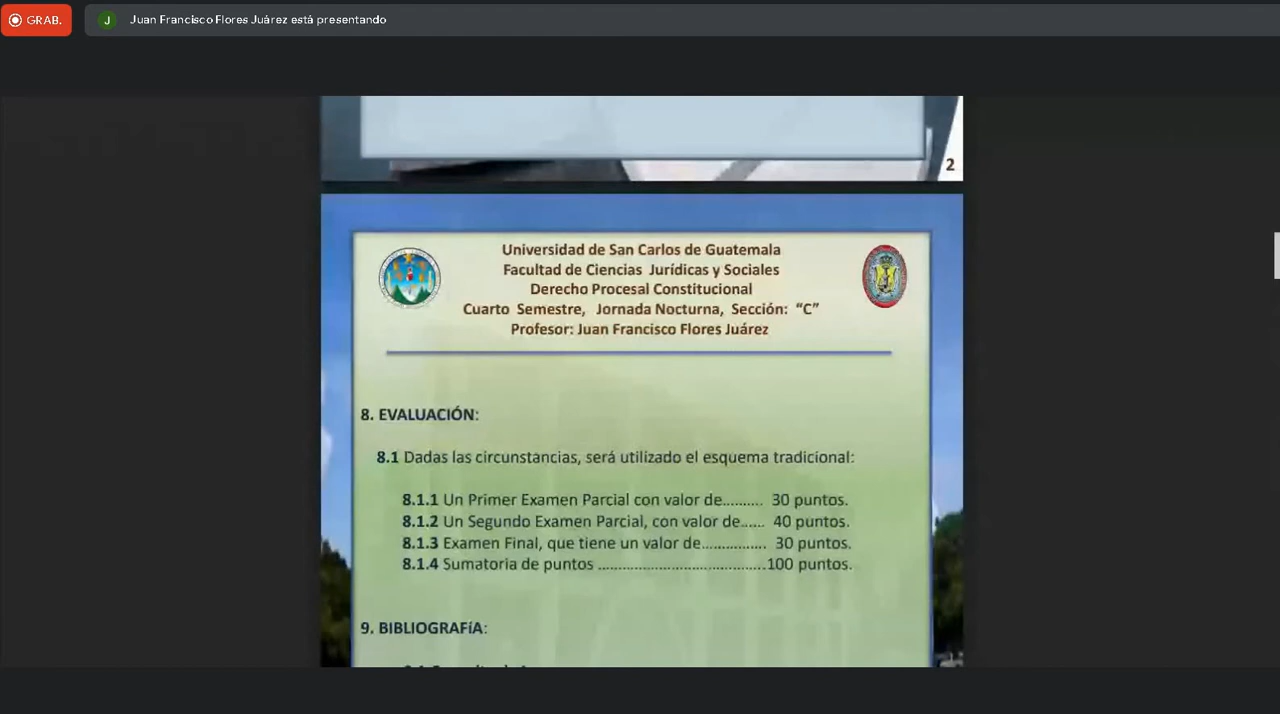 GRAB.
J
Juan Francisco Flores Juárez está presentando
2
Universidad de San Carlos de Guatemala
Facultad de Ciencias Jurídicas y Sociales
Derecho Procesal Constitucional
Cuarto Semestre, Jornada Nocturna, Sección: “C”
Profesor: Juan Francisco Flores Juárez
8. EVALUACIÓN:
8.1 Dadas las circunstancias, será utilizado el esquema tradicional:
8.1.1 Un Primer Examen Parcial con valor de......... 30 puntos.
8.1.2 Un Segundo Examen Parcial, con valor de...... 40 puntos.
8.1.3 Examen Final, que tiene un valor de................ 30 puntos.
8.1.4 Sumatoria de puntos ........................................100 puntos.
9. BIBLIOGRAFíA: